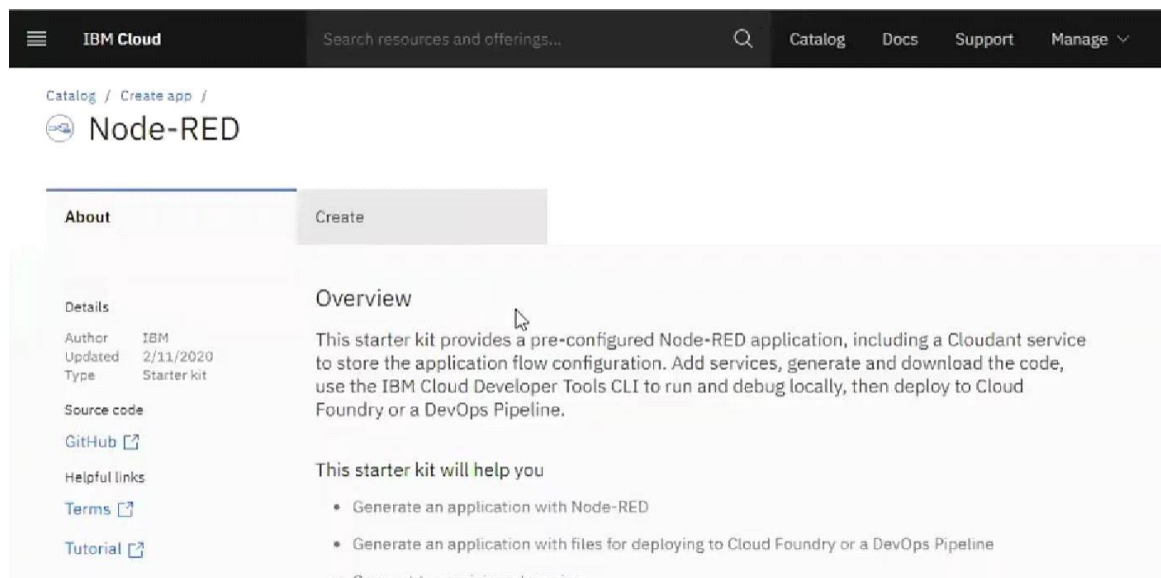 IBM Cloud
Search resources and offerings...
Catalog
Docs
Support
Manage
Catalog / Create app /
Node-RED
About
Create
Details
Author IBM
Updated 2/11/2020
Type Starter kit
Source code
GitHub
Helpful links
Terms
Tutorial
Overview
This starter kit provides a pre-configured Node-RED application, including a Cloudant service
to store the application flow configuration. Add services, generate and download the code,
use the IBM Cloud Developer Tools CLI to run and debug locally, then deploy to Cloud
Foundry or a DevOps Pipeline.
This starter kit will help you
• Generate an application with Node-RED
• Generate an application with files for deploying to Cloud Foundry or a DevOps Pipeline